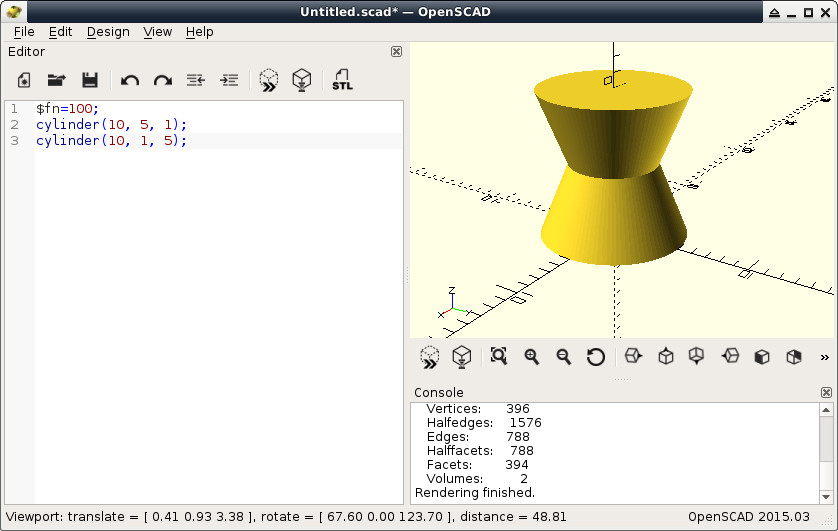 Untitled.scad* — OpenSCAD
File Edit Design View Help
Editor
STL
1 $fn=100;
2 cylinder(10, 5, 1);
3 cylinder(10, 1, 5);
Z
X
»
Console
Vertices: 396
Halfedges: 1576
Edges: 788
Halffacets: 788
Facets: 394
Volumes: 2
Rendering finished.
Viewport: translate = [ 0.41 0.93 3.38 ], rotate = [ 67.60 0.00 123.70 ], distance = 48.81 OpenSCAD 2015.03